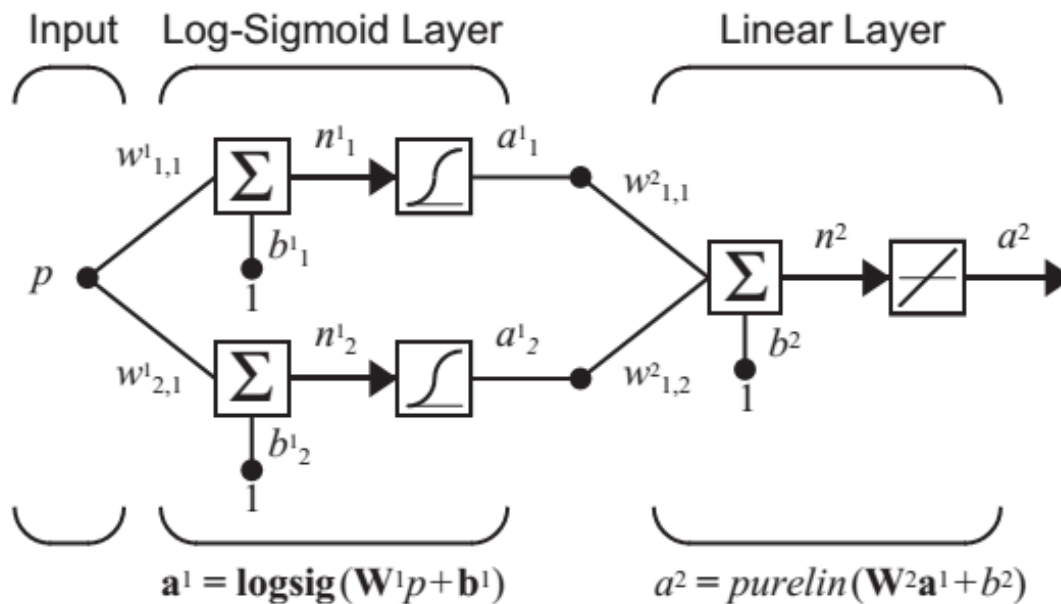 Input Log-Sigmoid Layer Linear Layer
w¹₁,₁ Σ n¹₁ a¹₁ w²₁,₁
b¹₁
1
p Σ n² a²
b²
1
w¹₂,₁ Σ n¹₂ a¹₂ w²₁,₂
b¹₂
1
a¹ = logsig(W¹p+b¹) a² = purelin(W²a¹+b²)